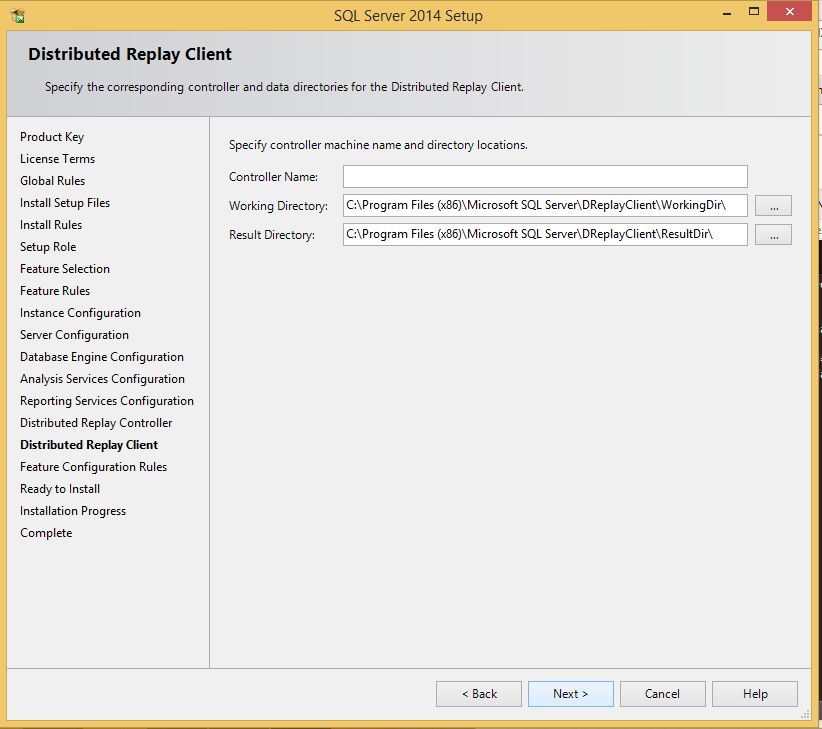 SQL Server 2014 Setup
Distributed Replay Client
Specify the corresponding controller and data directories for the Distributed Replay Client.
Product Key
License Terms
Global Rules
Install Setup Files
Install Rules
Setup Role
Feature Selection
Feature Rules
Instance Configuration
Server Configuration
Database Engine Configuration
Analysis Services Configuration
Reporting Services Configuration
Distributed Replay Controller
Distributed Replay Client
Feature Configuration Rules
Ready to Install
Installation Progress
Complete
Specify controller machine name and directory locations.
Controller Name:
Working Directory: C:\Program Files (x86)\Microsoft SQL Server\DReplayClient\WorkingDir\ ...
Result Directory: C:\Program Files (x86)\Microsoft SQL Server\DReplayClient\ResultDir\ ...
< Back Next > Cancel Help